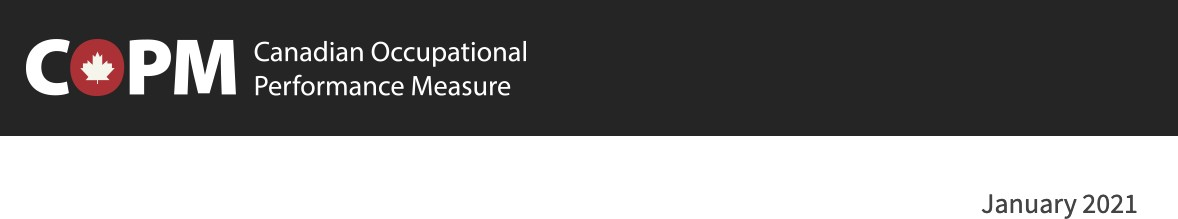 COPM
Canadian Occupational
Performance Measure
January 2021